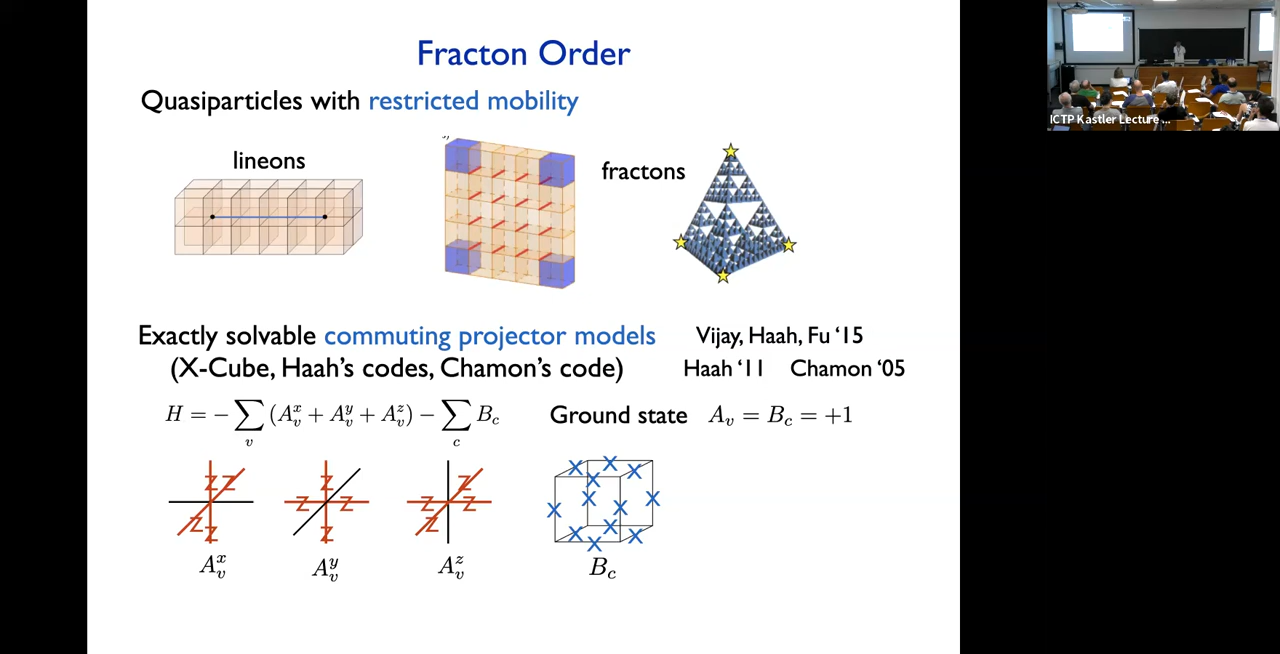 Fracton Order
Quasiparticles with restricted mobility
lineons
fractons
Exactly solvable commuting projector models
Vijay, Haah, Fu ‘15
(X-Cube, Haah’s codes, Chamon’s code)
Haah ‘11 Chamon ‘05
H = − ∑_v (A_v^x + A_v^y + A_v^z) − ∑_c B_c
Ground state A_v = B_c = +1
Z Z Z Z
Z Z Z Z
Z Z Z Z
X X X X X X X X X X X X
A_v^x A_v^y A_v^z B_c
ICTP Kastler Lecture ...